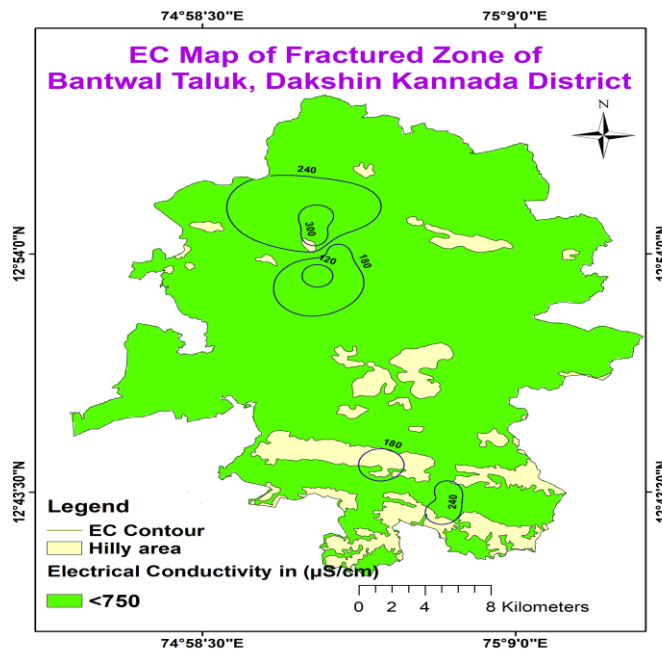 74°58'30"E 75°9'0"E
EC Map of Fractured Zone of
Bantwal Taluk, Dakshin Kannada District
N
240
300
12°54'0"N 12°54'0"N
180
120
180
240
12°43'30"N 12°43'30"N
Legend
EC Contour
Hilly area
Electrical Conductivity in (µS/cm)
<750
0 2 4 8 Kilometers
74°58'30"E 75°9'0"E